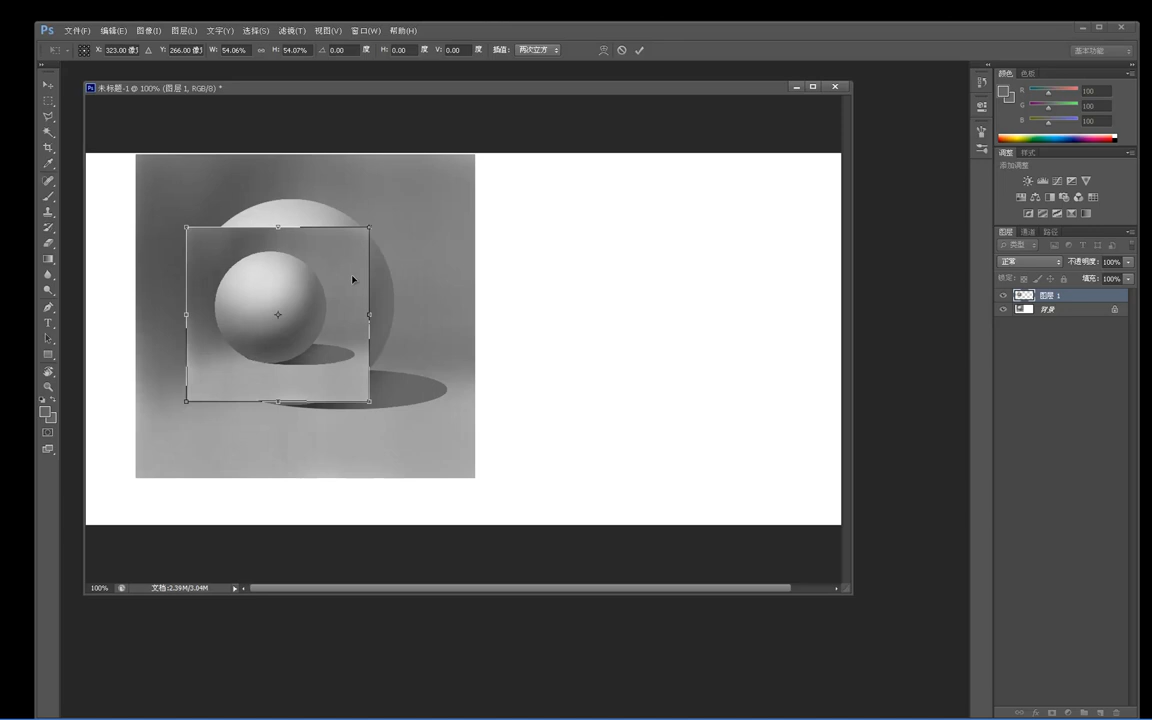 Ps 文件(F) 编辑(E) 图像(I) 图层(L) 文字(Y) 选择(S) 滤镜(T) 视图(V) 窗口(W) 帮助(H)
X: 323.00 像 Y: 266.00 像 W: 54.06% H: 54.07% 0.00 度 H: 0.00 度 V: 0.00 度 插值: 两次立方 基本功能
Ps 未标题-1 @ 100% (图层 1, RGB/8) *
颜色 色板
R 100
G 100
B 100
调整 样式
添加调整
图层 通道 路径
类型
正常 不透明度: 100%
锁定: 填充: 100%
图层 1
背景
100% 文档:2.39M/3.04M